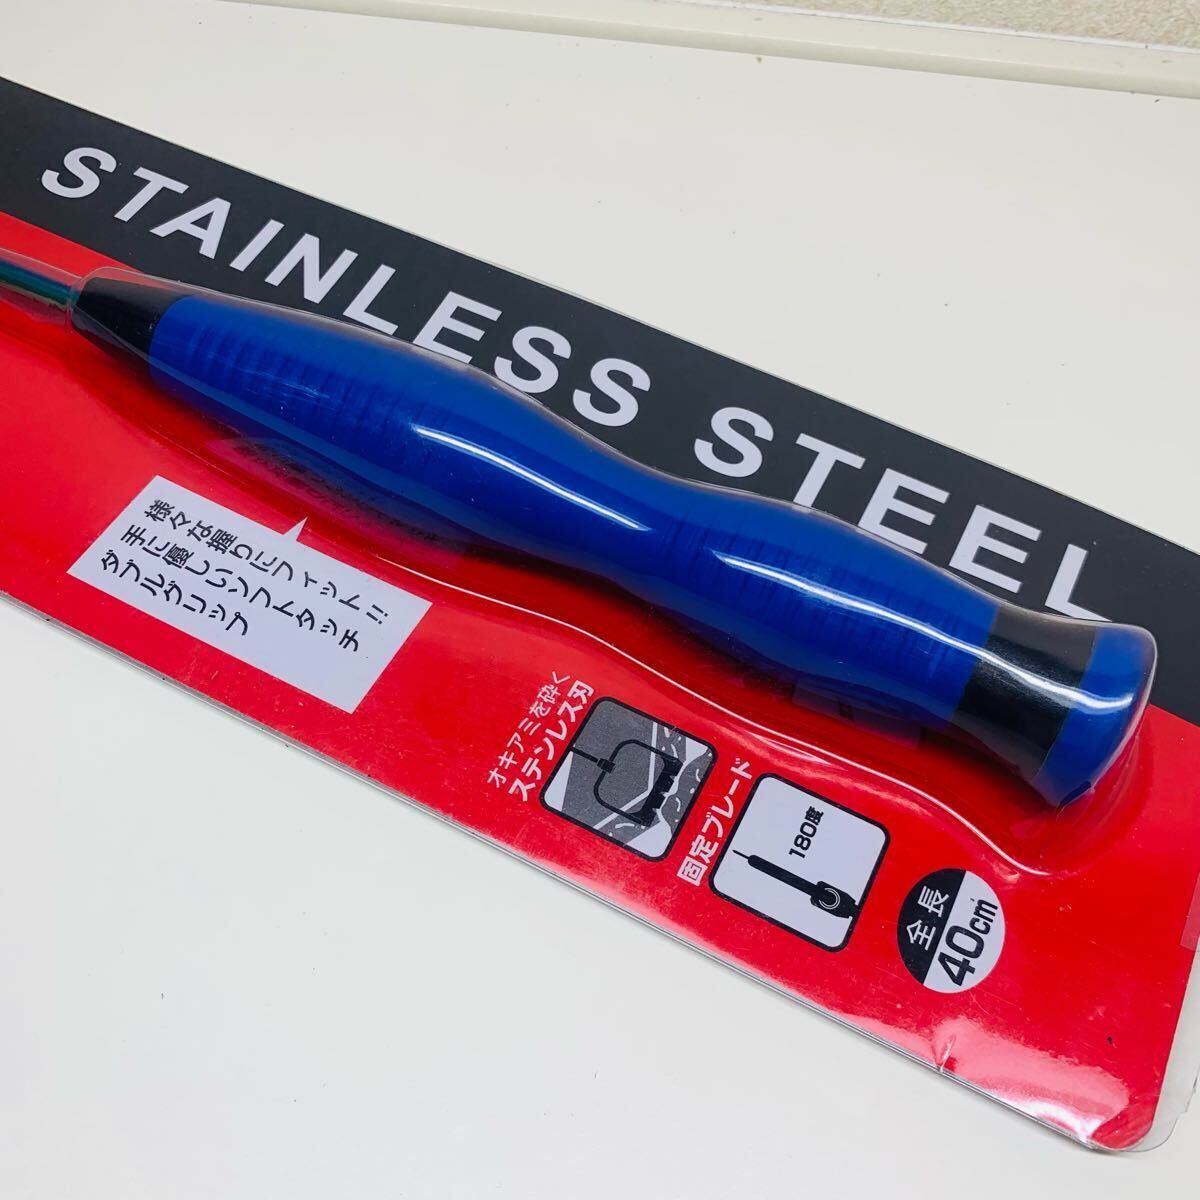 STAINLESS STEEL
様々な握りにフィット!!
手に優しいソフトタッチ
ダブルグリップ
オキアミを砕く
ステンレス刃
固定ブレード
180度
全長
40cm